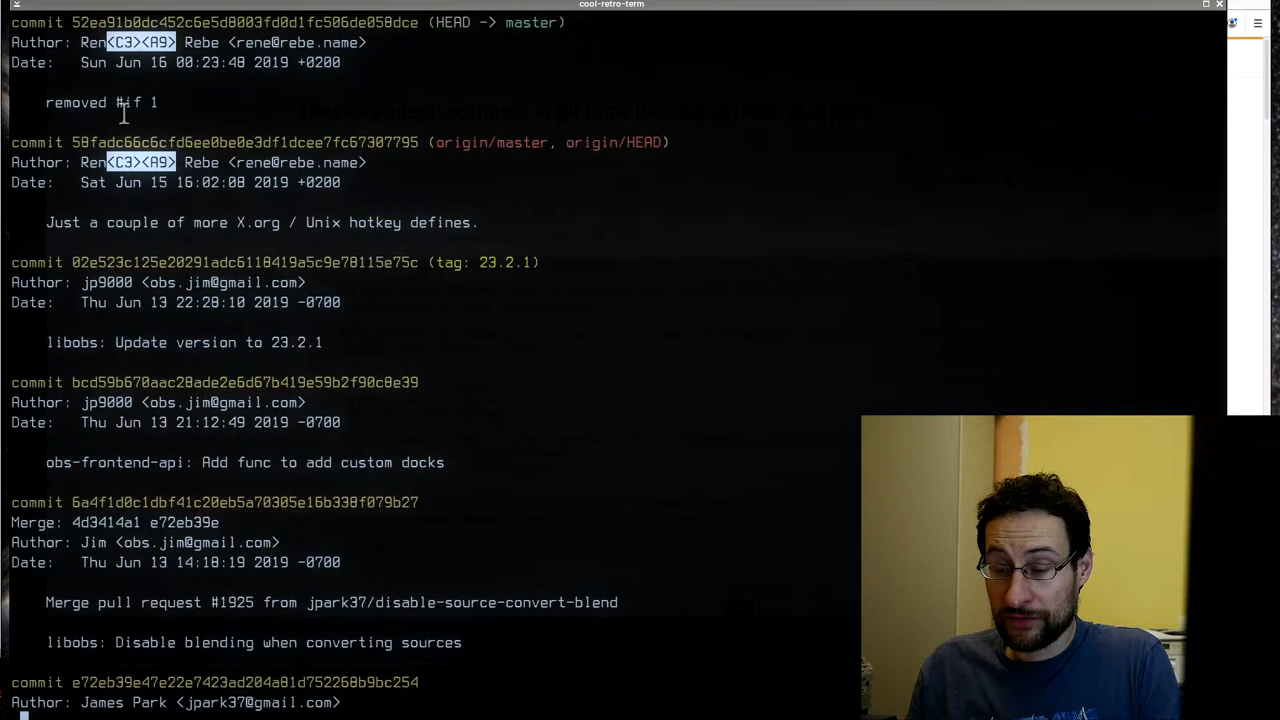 cool-retro-term
commit 52ea91b0dc452c6e5d8003fd0d1fc506de058dce (HEAD -> master)
Author: Ren<C3><A9> Rebe <rene@rebe.name>
Date:   Sun Jun 16 00:23:48 2019 +0200
removed #if 1
commit 58fadc66c6cfd6ee0be0e3df1dcee7fc67307795 (origin/master, origin/HEAD)
Author: Ren<C3><A9> Rebe <rene@rebe.name>
Date:   Sat Jun 15 16:02:08 2019 +0200
Just a couple of more X.org / Unix hotkey defines.
commit 02e523c125e20291adc6118419a5c9e78115e75c (tag: 23.2.1)
Author: jp9000 <obs.jim@gmail.com>
Date:   Thu Jun 13 22:28:10 2019 -0700
libobs: Update version to 23.2.1
commit bcd59b670aac28ade2e6d67b419e59b2f90c8e39
Author: jp9000 <obs.jim@gmail.com>
Date:   Thu Jun 13 21:12:49 2019 -0700
obs-frontend-api: Add func to add custom docks
commit 6a4f1d0c1dbf41c20eb5a70305e16b338f079b27
Merge: 4d3414a1 e72eb39e
Author: Jim <obs.jim@gmail.com>
Date:   Thu Jun 13 14:18:19 2019 -0700
Merge pull request #1925 from jpark37/disable-source-convert-blend
libobs: Disable blending when converting sources
commit e72eb39e47e22e7423ad204a81d752268b9bc254
Author: James Park <jpark37@gmail.com>